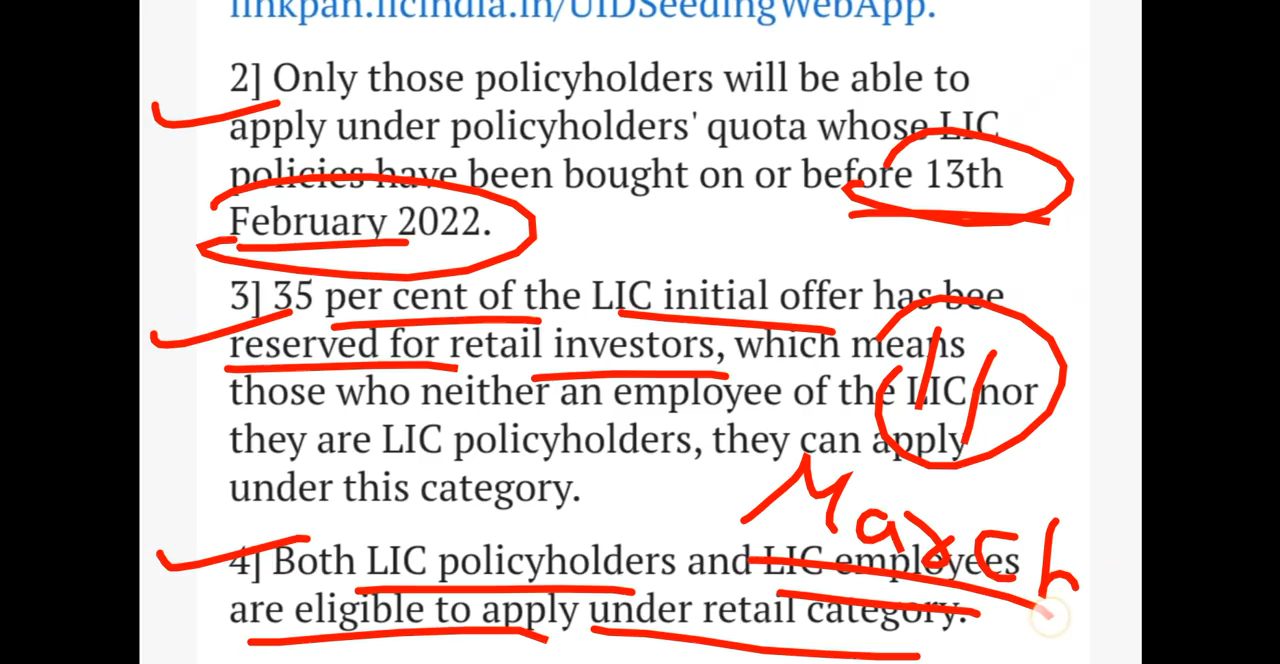 linkpan.licindia.in/UIDSeedingWebApp.
2] Only those policyholders will be able to
apply under policyholders' quota whose LIC
policies have been bought on or before 13th
February 2022.
3] 35 per cent of the LIC initial offer has bee
reserved for retail investors, which means
those who neither an employee of the LIC nor
they are LIC policyholders, they can apply
under this category.
11
March
4] Both LIC policyholders and LIC employees
are eligible to apply under retail category.